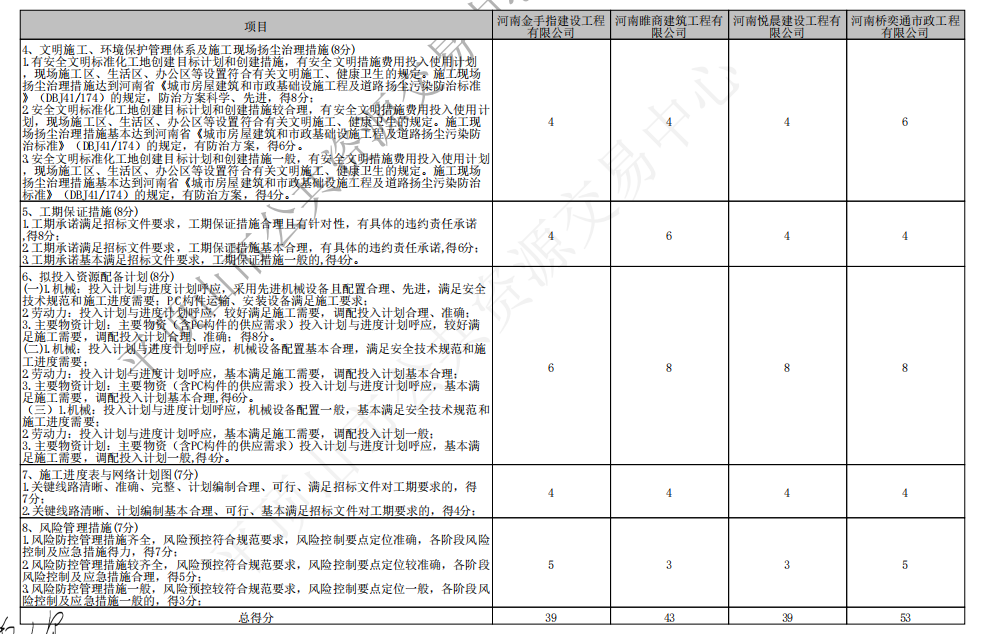 项目
河南金手指建设工程有限公司
河南睢商建筑工程有限公司
河南悦晨建设工程有限公司
河南桥奕通市政工程有限公司
4、文明施工、环境保护管理体系及施工现场扬尘治理措施(8分)
1.有安全文明标准化工地创建目标计划和创建措施，有安全文明措施费用投入使用计划
，现场施工区、生活区、办公区等设置符合有关文明施工、健康卫生的规定。施工现场
扬尘治理措施达到河南省《城市房屋建筑和市政基础设施工程及道路扬尘污染防治标准
》（DBJ41/174）的规定，防治方案科学、先进，得8分；
2.安全文明标准化工地创建目标计划和创建措施较合理，有安全文明措施费用投入使用计
划，现场施工区、生活区、办公区等设置符合有关文明施工、健康卫生的规定。施工现
场扬尘治理措施基本达到河南省《城市房屋建筑和市政基础设施工程及道路扬尘污染防
治标准》（DBJ41/174）的规定，有防治方案，得6分。
3.安全文明标准化工地创建目标计划和创建措施一般，有安全文明措施费用投入使用计划
，现场施工区、生活区、办公区等设置符合有关文明施工、健康卫生的规定。施工现场
扬尘治理措施基本达到河南省《城市房屋建筑和市政基础设施工程及道路扬尘污染防治
标准》（DBJ41/174）的规定，有防治方案，得4分。
4 4 4 6
5、工期保证措施(8分)
1.工期承诺满足招标文件要求，工期保证措施合理且有针对性，有具体的违约责任承诺
,得8分；
2.工期承诺满足招标文件要求，工期保证措施基本合理，有具体的违约责任承诺,得6分；
3.工期承诺基本满足招标文件要求，工期保证措施一般的,得4分。
4 6 4 4
6、拟投入资源配备计划(8分)
(一)1.机械：投入计划与进度计划呼应，采用先进机械设备且配置合理、先进，满足安全
技术规范和施工进度需要；PC构件运输、安装设备满足施工要求；
2.劳动力：投入计划与进度计划呼应，较好满足施工需要，调配投入计划合理、准确；
3.主要物资计划：主要物资（含PC构件的供应需求）投入计划与进度计划呼应，较好满
足施工需要，调配投入计划合理、准确；得8分。
(二)1.机械：投入计划与进度计划呼应，机械设备配置基本合理，满足安全技术规范和施
工进度需要；
2.劳动力：投入计划与进度计划呼应，基本满足施工需要，调配投入计划基本合理；
3.主要物资计划：主要物资（含PC构件的供应需求）投入计划与进度计划呼应，基本满
足施工需要，调配投入计划基本合理,得6分。
（三）1.机械：投入计划与进度计划呼应，机械设备配置一般，基本满足安全技术规范和
施工进度需要；
2.劳动力：投入计划与进度计划呼应，基本满足施工需要，调配投入计划一般；
3.主要物资计划：主要物资（含PC构件的供应需求）投入计划与进度计划呼应，基本满
足施工需要，调配投入计划一般,得4分。
6 8 8 8
7、施工进度表与网络计划图(7分)
1.关键线路清晰、准确、完整、计划编制合理、可行、满足招标文件对工期要求的，得
7分；
2.关键线路清晰、计划编制基本合理、可行、基本满足招标文件对工期要求的，得4分；
4 4 4 4
8、风险管理措施(7分)
1.风险防控管理措施齐全，风险预控符合规范要求，风险控制要点定位准确，各阶段风险
控制及应急措施得力，得7分；
2.风险防控管理措施较齐全，风险预控符合规范要求，风险控制要点定位较准确，各阶段
风险控制及应急措施合理，得5分；
3.风险防控管理措施一般，风险预控较符合规范要求，风险控制要点定位一般，各阶段风
险控制及应急措施一般的，得3分；
5 3 3 5
总得分 39 43 39 53
平顶山市公共资源交易中心
平顶山市公共资源交易中心